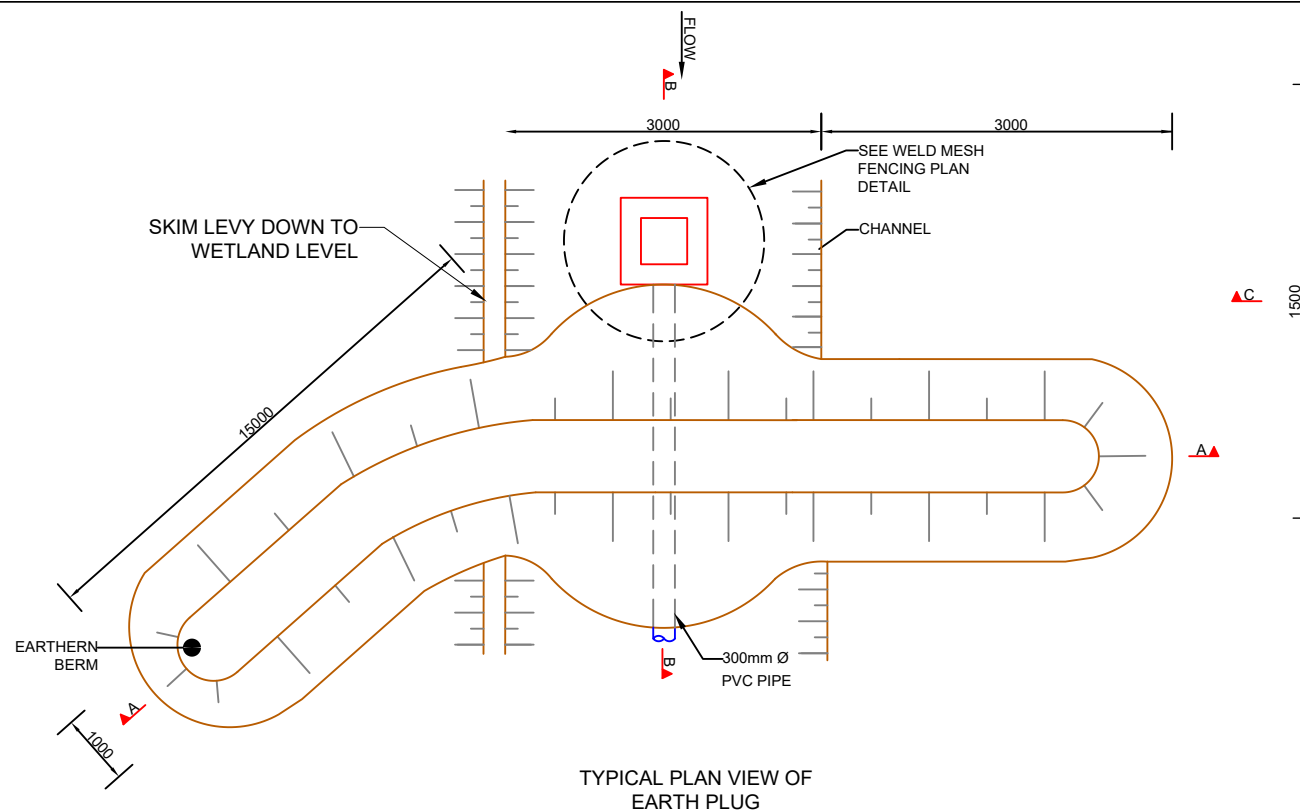 FLOW
B
3000
3000
SEE WELD MESH
FENCING PLAN
DETAIL
SKIM LEVY DOWN TO
WETLAND LEVEL
CHANNEL
C
1500
15000
A
EARTHERN
BERM
B
300mm Ø
PVC PIPE
A
1000
TYPICAL PLAN VIEW OF
EARTH PLUG